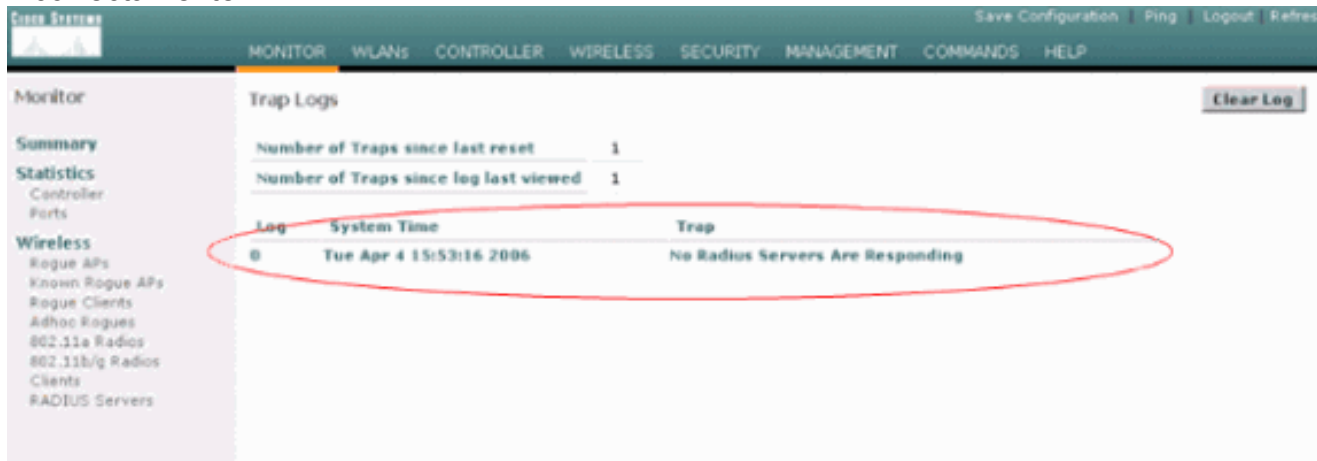 CISCO SYSTEMS
Save Configuration | Ping | Logout | Refres
MONITOR WLANs CONTROLLER WIRELESS SECURITY MANAGEMENT COMMANDS HELP
Monitor
Summary
Statistics
Controller
Ports
Wireless
Rogue APs
Known Rogue APs
Rogue Clients
Adhoc Rogues
802.11a Radios
802.11b/g Radios
Clients
RADIUS Servers
Trap Logs
Clear Log
Number of Traps since last reset 1
Number of Traps since log last viewed 1
Log System Time Trap
0 Tue Apr 4 15:53:16 2006 No Radius Servers Are Responding